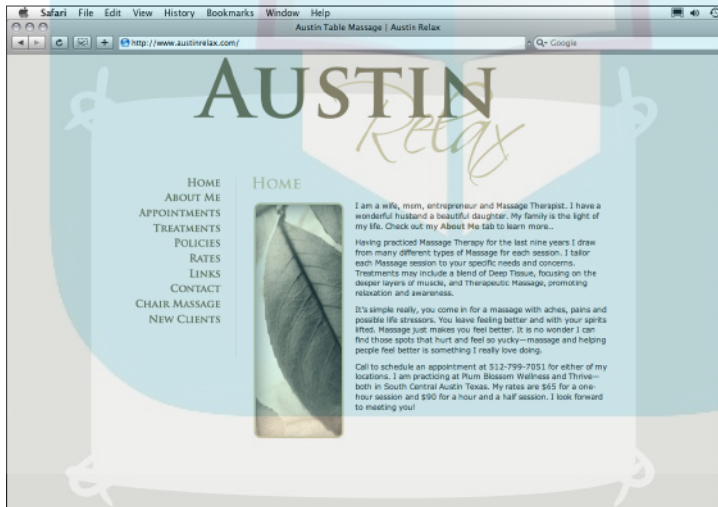 Safari File Edit View History Bookmarks Window Help
Austin Table Massage | Austin Relax
http://www.austinrelax.com/
Google
AUSTIN
Relax
HOME
ABOUT ME
APPOINTMENTS
TREATMENTS
POLICIES
RATES
LINKS
CONTACT
CHAIR MASSAGE
NEW CLIENTS
HOME
I am a wife, mom, entrepreneur and Massage Therapist. I have a
wonderful husband a beautiful daughter. My family is the light of
my life. Check out my About Me tab to learn more..
Having practiced Massage Therapy for the last nine years I draw
from many different types of Massage for each session. I tailor
each Massage session to your specific needs and concerns.
Treatments may include a blend of Deep Tissue, focusing on the
deeper layers of muscle, and Therapeutic Massage, promoting
relaxation and awareness.
It's simple really, you come in for a massage with aches, pains and
possible life stressors. You leave feeling better and with your spirits
lifted. Massage just makes you feel better. It is no wonder I can
find those spots that hurt and feel so yucky—massage and helping
people feel better is something I really love doing.
Call to schedule an appointment at 512-799-7051 for either of my
locations. I am practicing at Plum Blossom Wellness and Thrive—
both in South Central Austin Texas. My rates are $65 for a one-
hour session and $90 for a hour and a half session. I look forward
to meeting you!